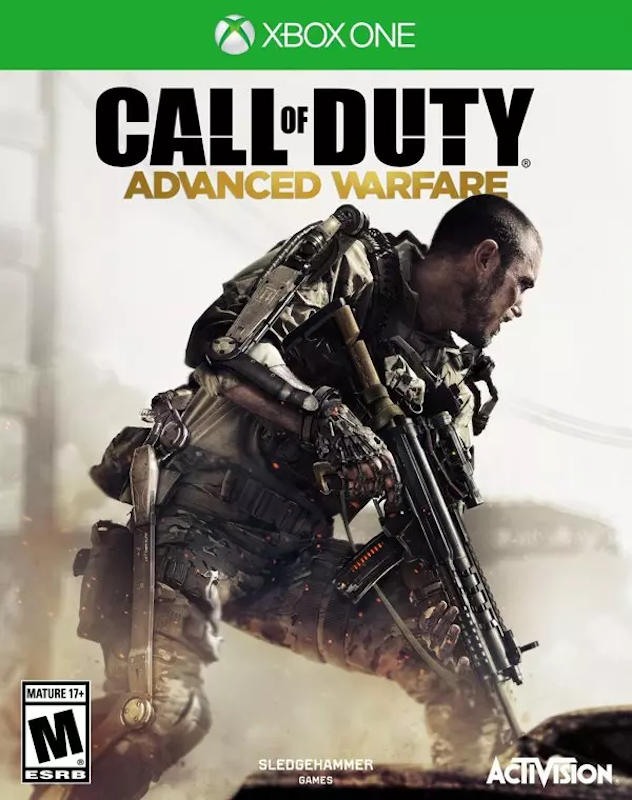 XBOX ONE
CALL OF DUTY®
ADVANCED WARFARE
MATURE 17+
M
®
ESRB
SLEDGEHAMMER
GAMES
ACTIVISION